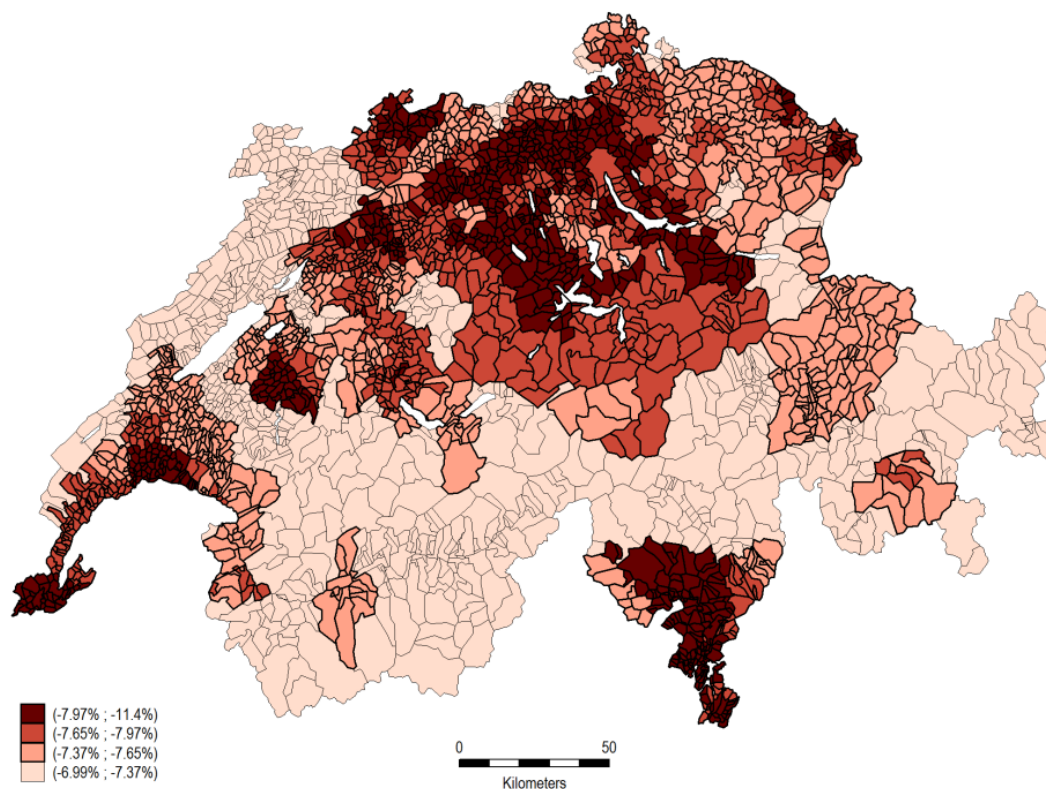 (-7.97% ; -11.4%)
(-7.65% ; -7.97%)
(-7.37% ; -7.65%)
(-6.99% ; -7.37%)
0 50
Kilometers